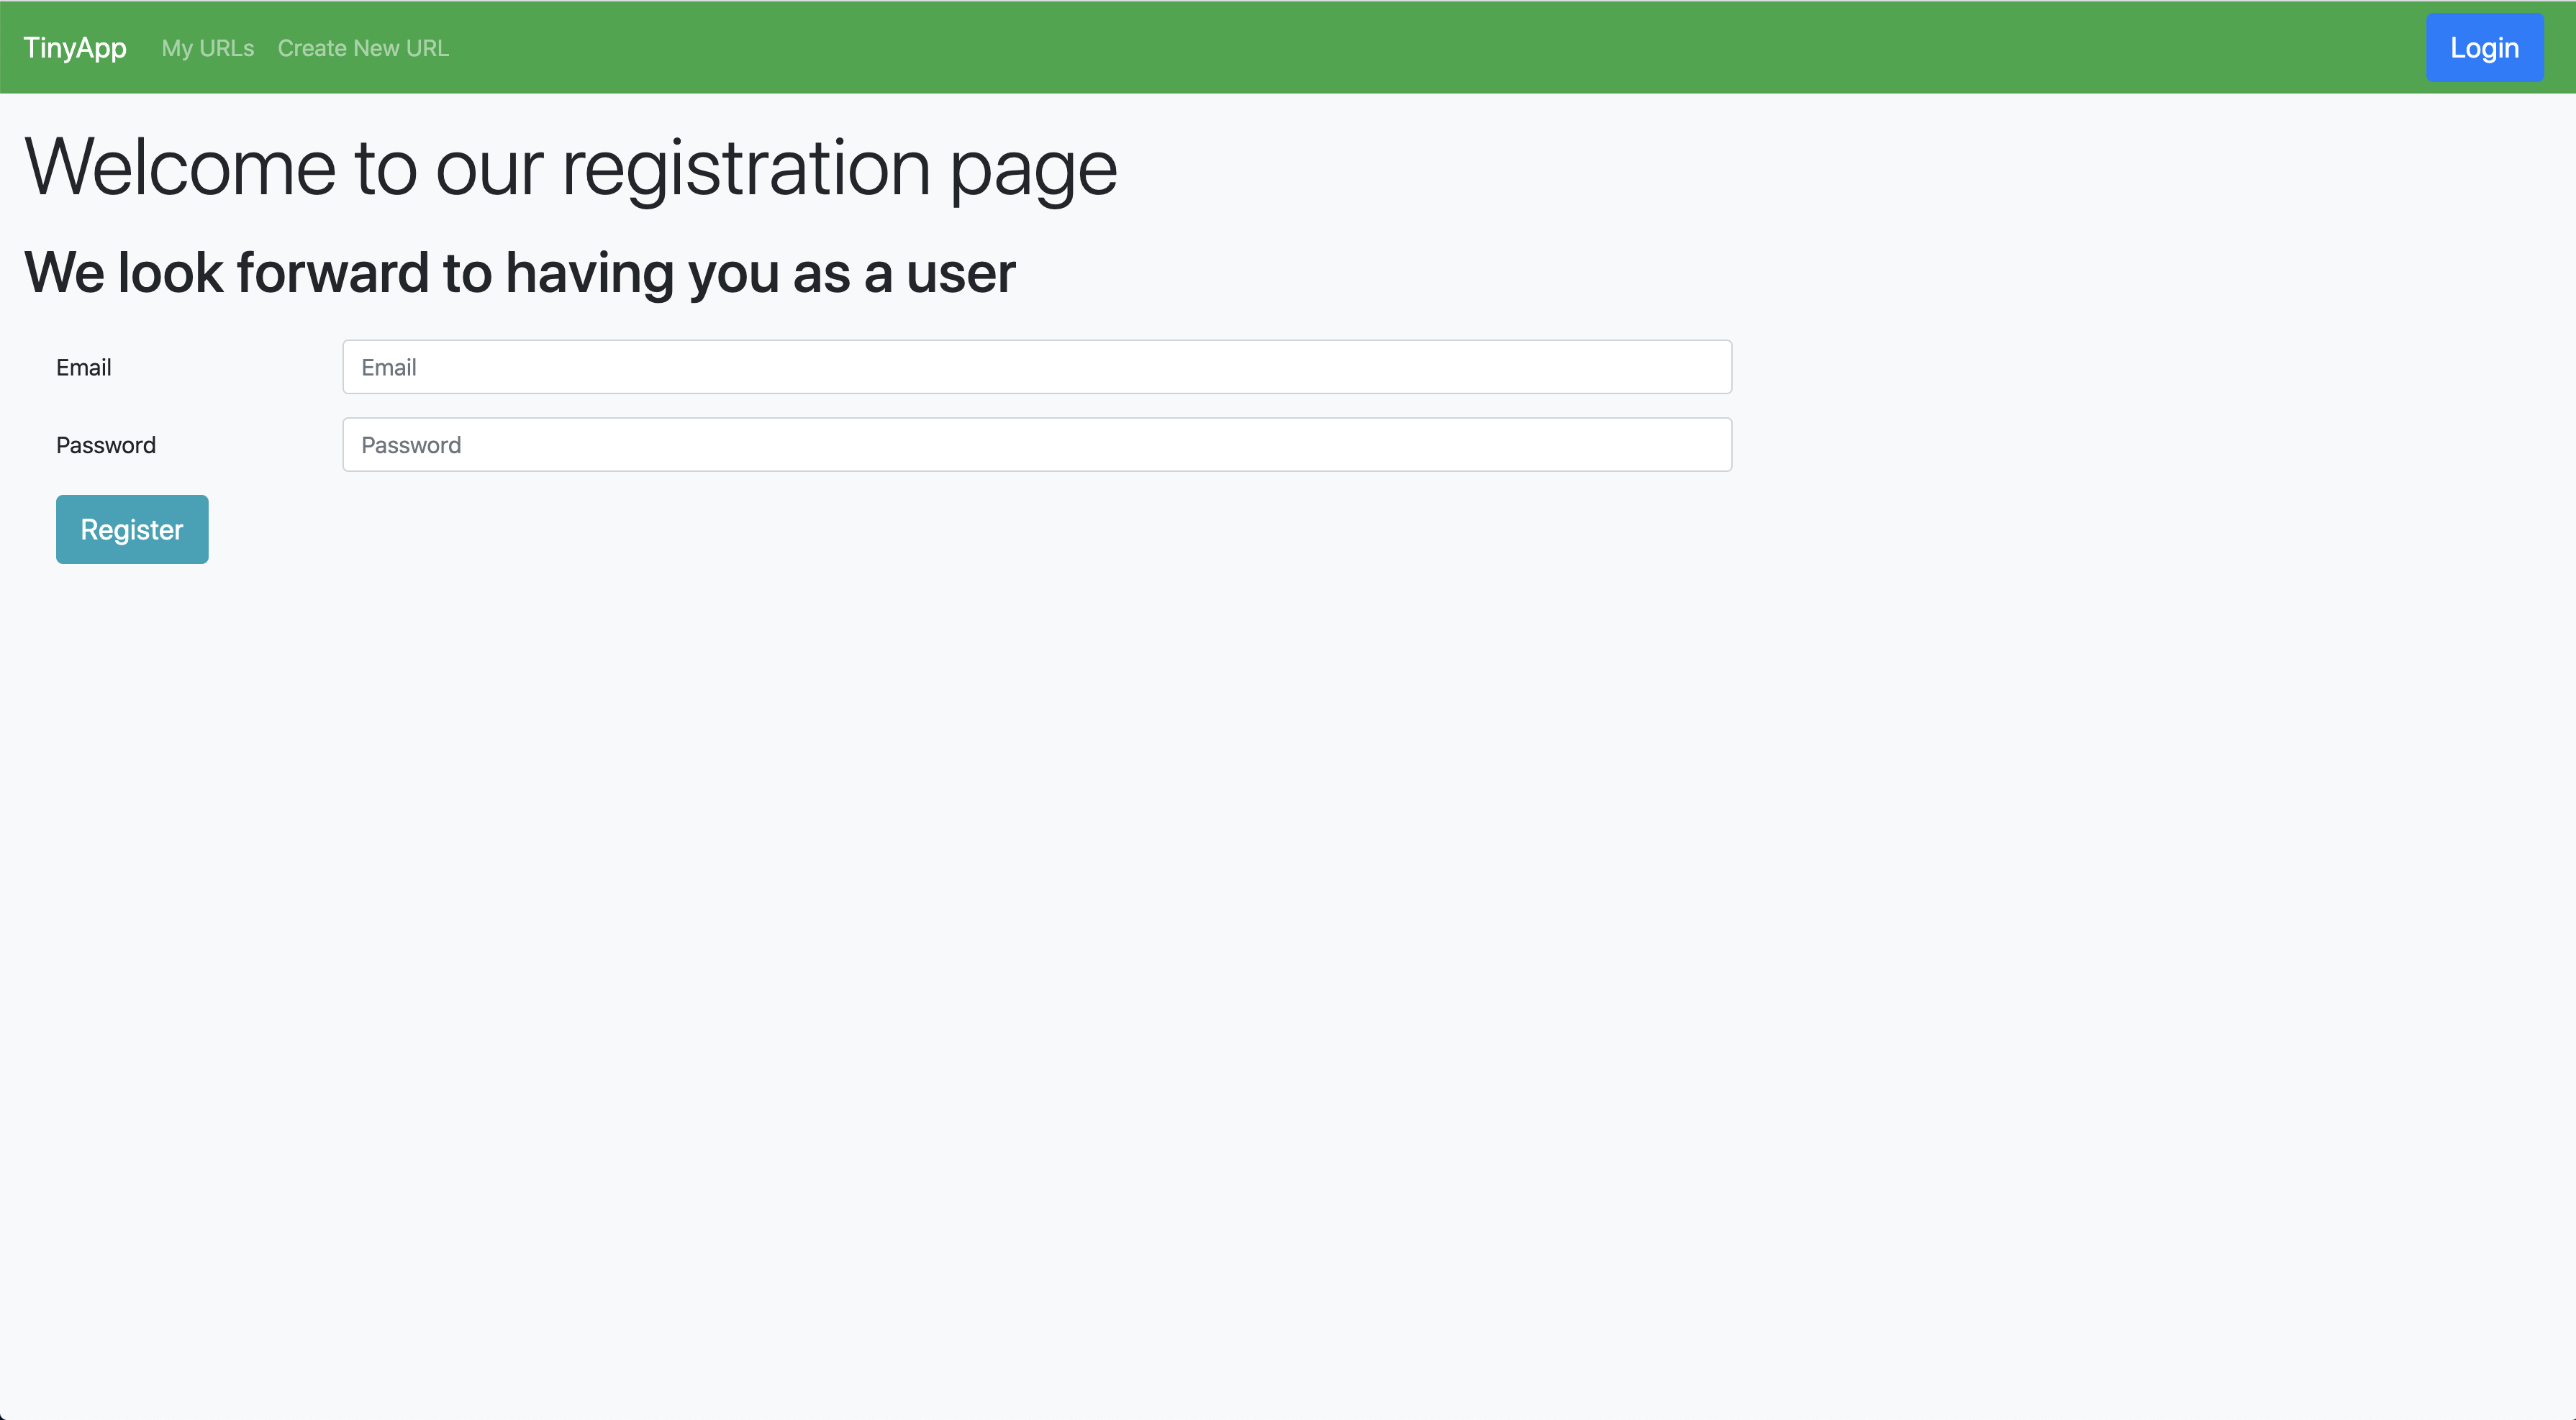 TinyApp My URLs Create New URL Login
Welcome to our registration page
We look forward to having you as a user
Email Email
Password Password
Register